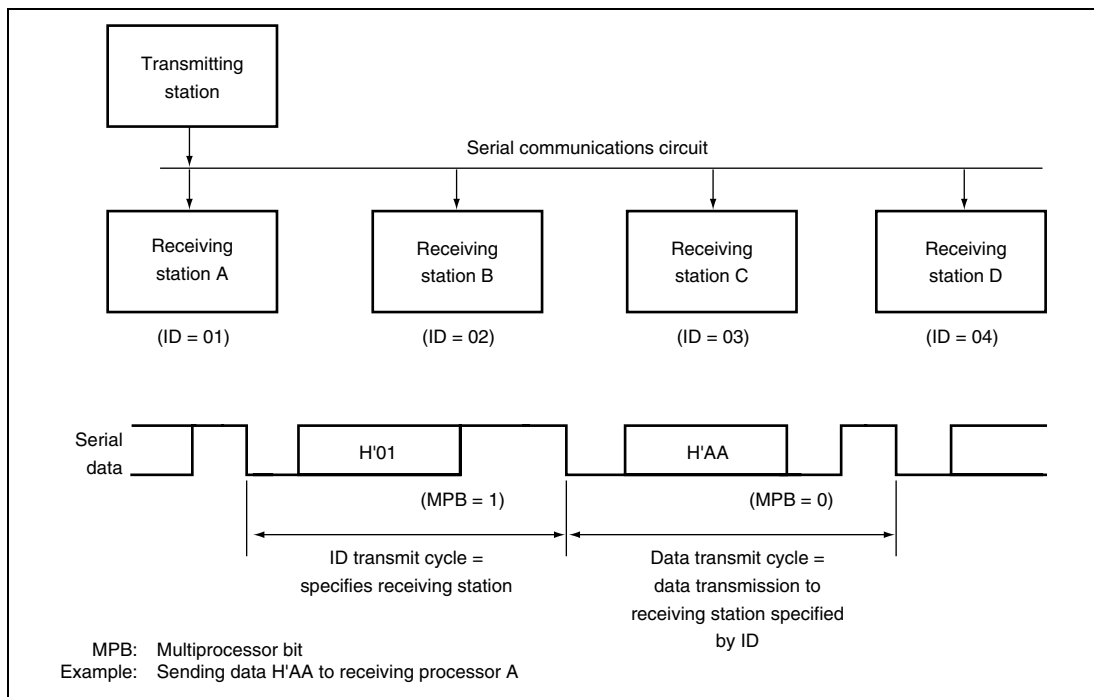 Transmitting
station
Serial communications circuit
Receiving
station A
Receiving
station B
Receiving
station C
Receiving
station D
(ID = 01)
(ID = 02)
(ID = 03)
(ID = 04)
Serial
data
H'01
H'AA
(MPB = 1)
(MPB = 0)
ID transmit cycle =
specifies receiving station
Data transmit cycle =
data transmission to
receiving station specified
by ID
MPB: Multiprocessor bit
Example: Sending data H'AA to receiving processor A